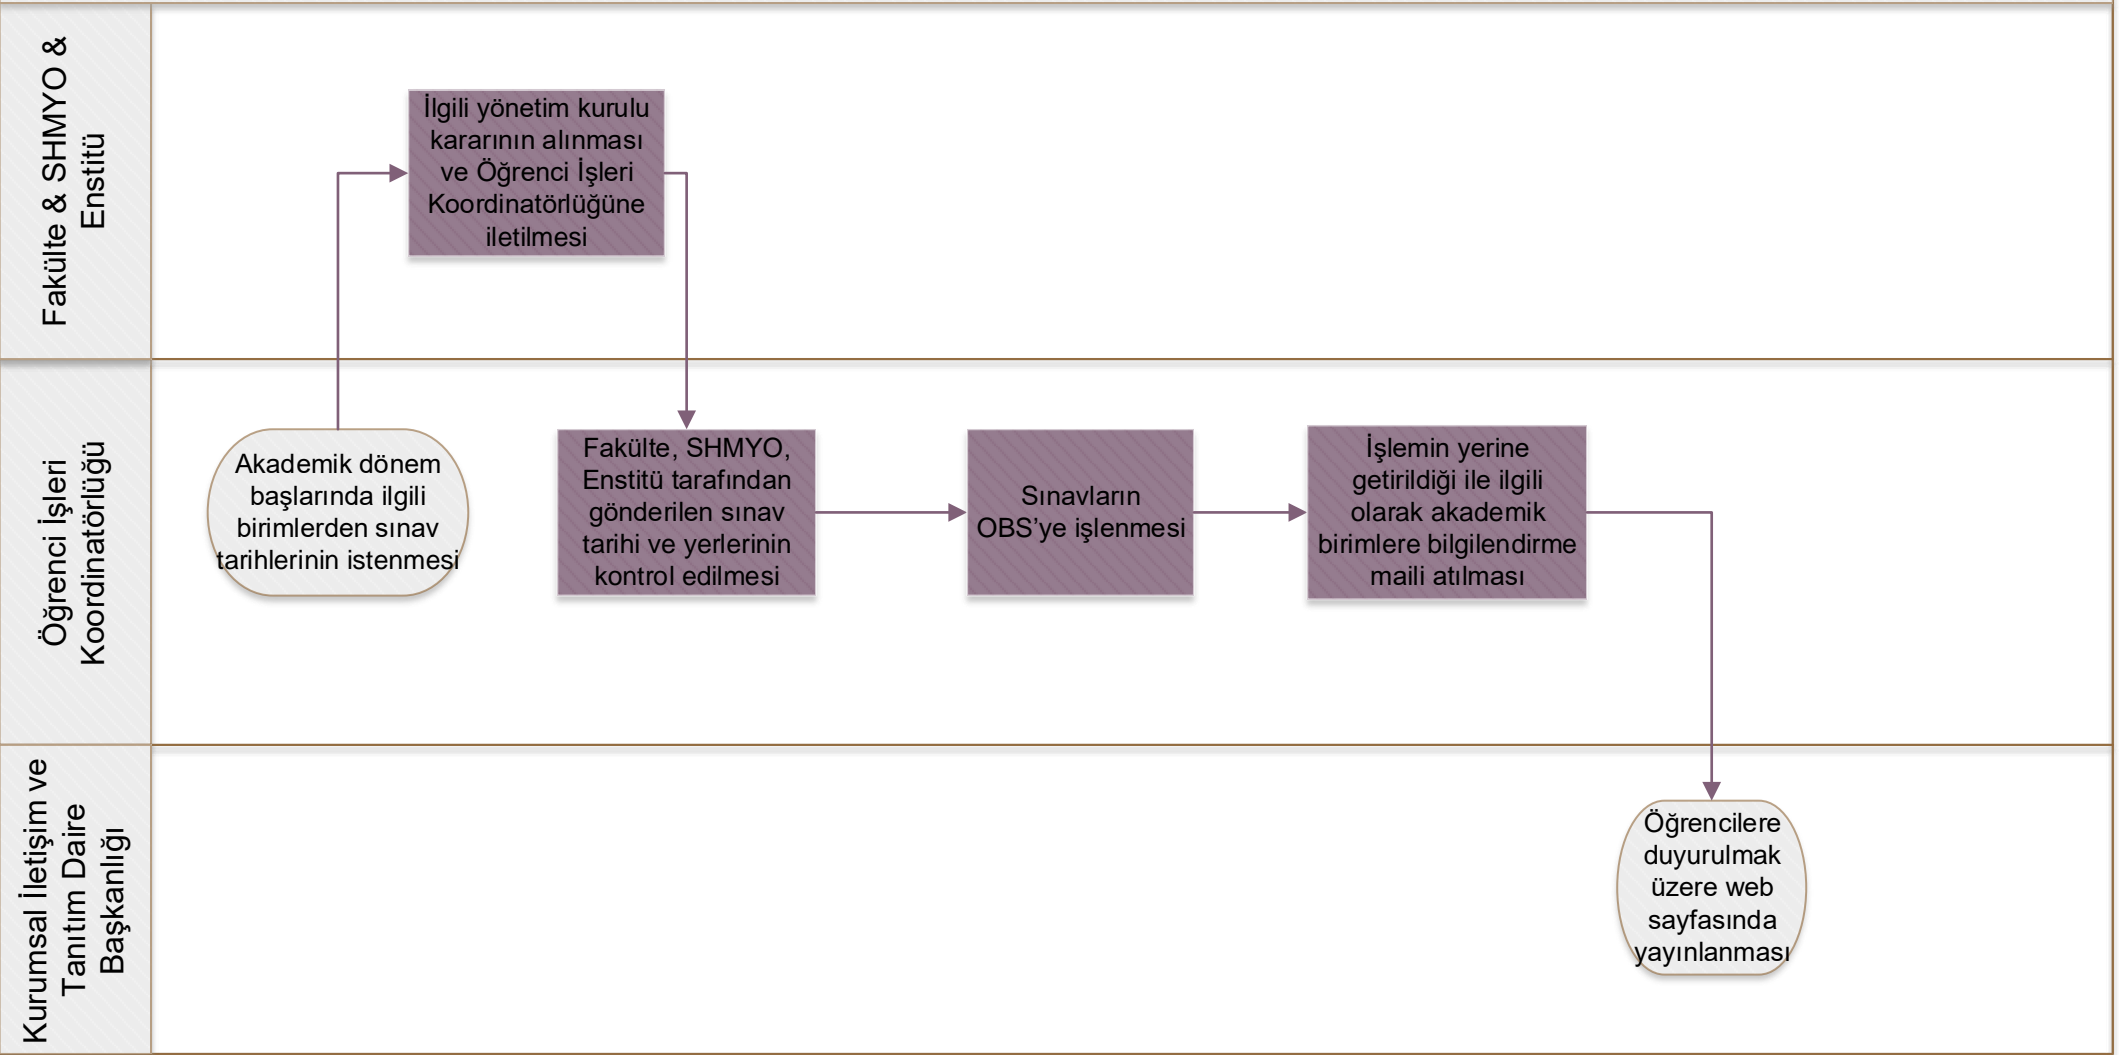 Fakülte & SHMYO &
Enstitü
İlgili yönetim kurulu
kararının alınması
ve Öğrenci İşleri
Koordinatörlüğüne
iletilmesi
Öğrenci İşleri
Koordinatörlüğü
Akademik dönem
başlarında ilgili
birimlerden sınav
tarihlerinin istenmesi
Fakülte, SHMYO,
Enstitü tarafından
gönderilen sınav
tarihi ve yerlerinin
kontrol edilmesi
Sınavların
OBS’ye işlenmesi
İşlemin yerine
getirildiği ile ilgili
olarak akademik
birimlere bilgilendirme
maili atılması
Kurumsal İletişim ve
Tanıtım Daire
Başkanlığı
Öğrencilere
duyurulmak
üzere web
sayfasında
yayınlanması